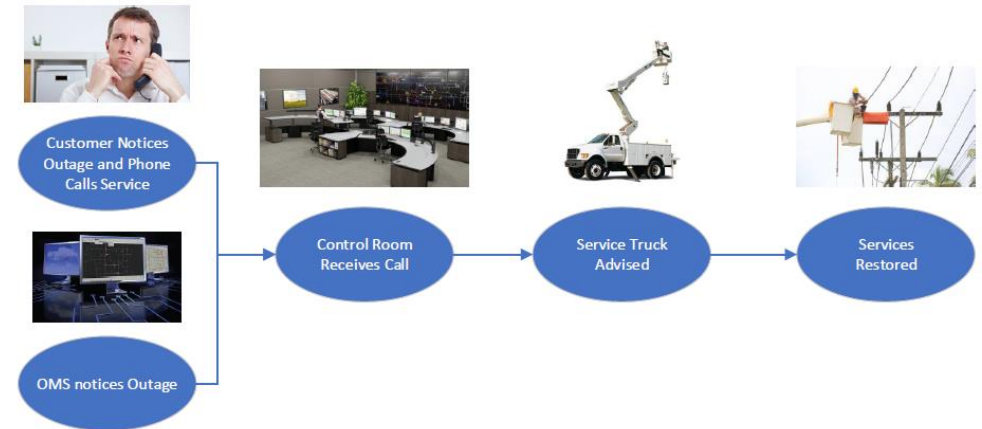 Customer Notices
Outage and Phone
Calls Service
Control Room
Receives Call
Service Truck
Advised
Services
Restored
OMS notices Outage